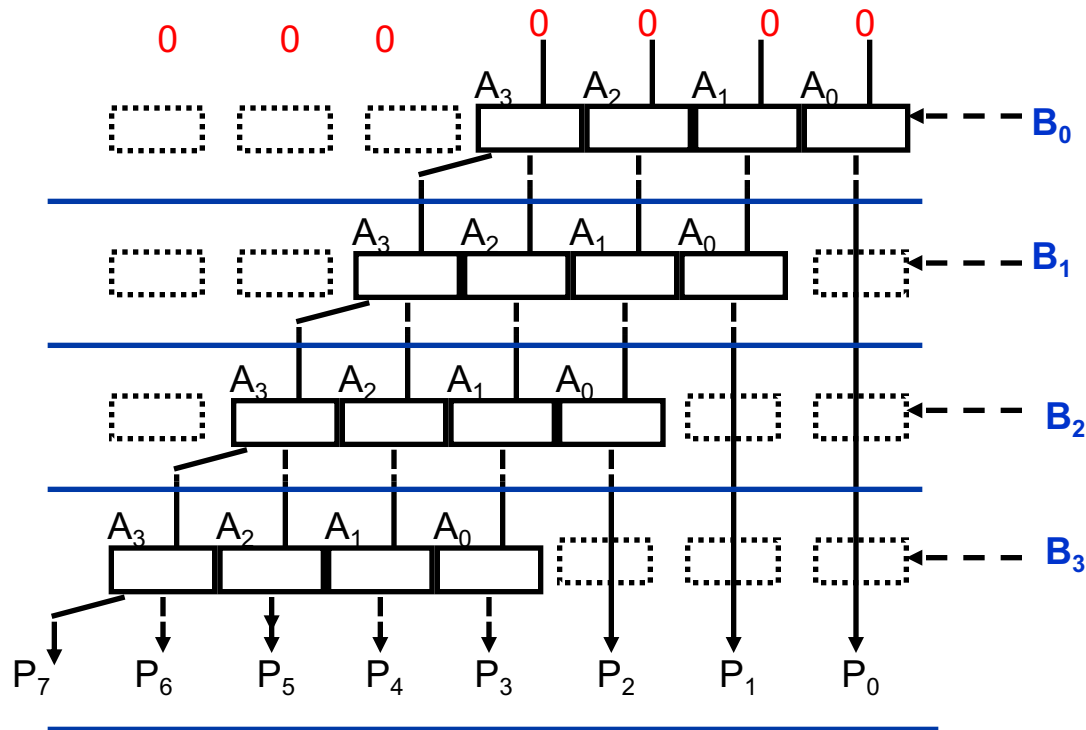 0 0 0 0 0 0 0
A₃ A₂ A₁ A₀
B₀
A₃ A₂ A₁ A₀
B₁
A₃ A₂ A₁ A₀
B₂
A₃ A₂ A₁ A₀
B₃
P₇ P₆ P₅ P₄ P₃ P₂ P₁ P₀